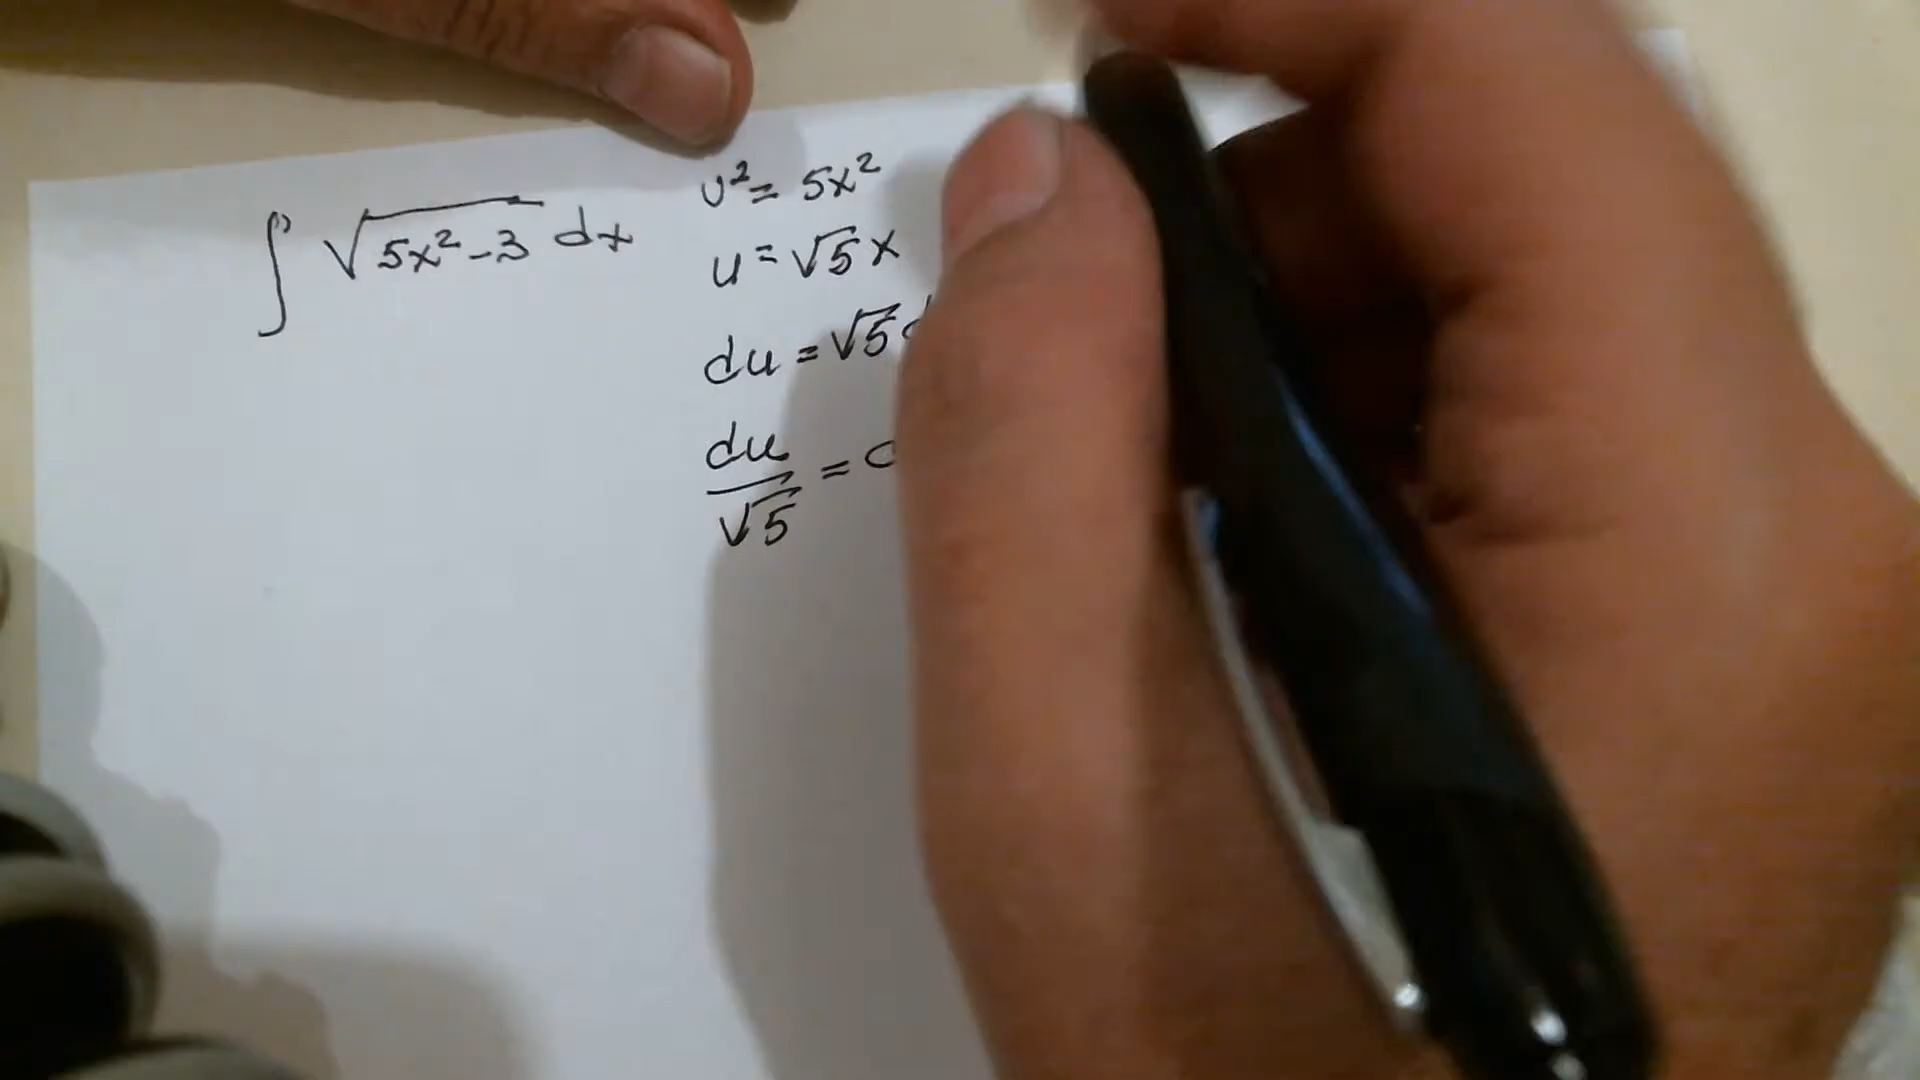 ∫ √(5x²-3) dx
u² = 5x²
u = √5 x
du = √5
du/√5 =